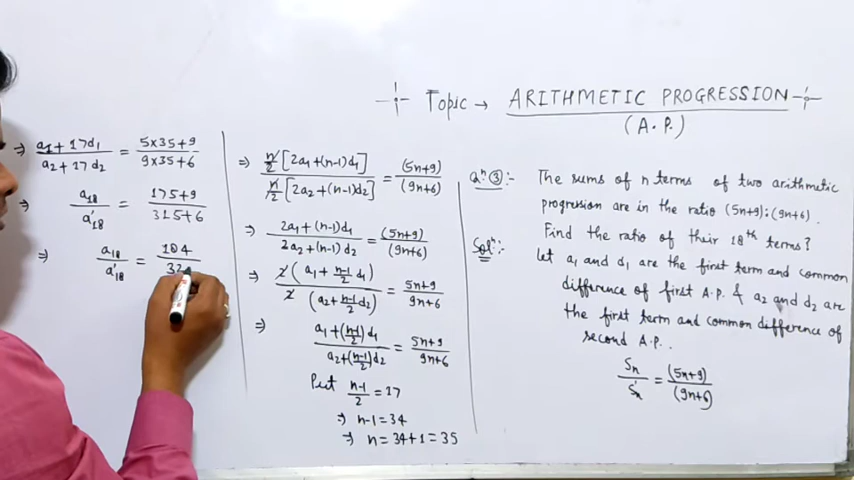 Topic → ARITHMETIC PROGRESSION
(A.P.)
Qⁿ ③ :- The sums of n terms of two arithmetic
progression are in the ratio (5n+9):(9n+6).
Find the ratio of their 18th terms?
Solⁿ:- Let a₁ and d₁ are the first term and common
difference of first A.P. & a₂ and d₂ are
the first term and common difference of
second A.P.
Sn/S'n = (5n+9)/(9n+6)
⇒ n/2 [2a₁+(n-1)d₁] / n/2 [2a₂+(n-1)d₂] = (5n+9)/(9n+6)
⇒ 2a₁+(n-1)d₁ / 2a₂+(n-1)d₂ = (5n+9)/(9n+6)
⇒ 2(a₁+ n-1/2 d₁) / 2(a₂+ n-1/2 d₂) = 5n+9/9n+6
⇒ a₁+(n-1/2)d₁ / a₂+(n-1/2)d₂ = 5n+9/9n+6
Put n-1/2 = 17
⇒ n-1 = 34
⇒ n = 34+1 = 35
⇒ a₁+17d₁ / a₂+17d₂ = 5×35+9 / 9×35+6
⇒ a₁₈/a'₁₈ = 175+9 / 315+6
⇒ a₁₈/a'₁₈ = 184 / 32